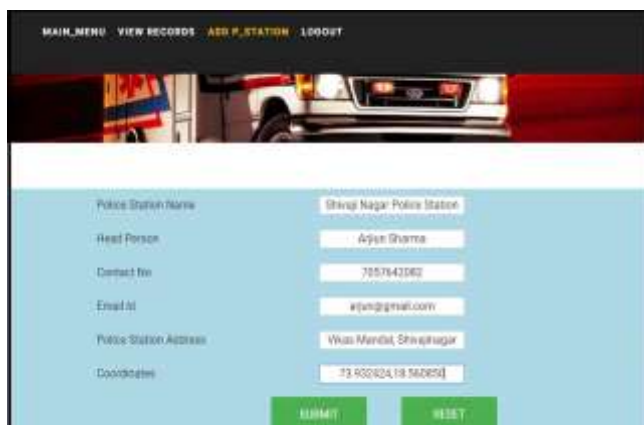 MAIN_MENU VIEW RECORDS ADD P_STATION LOGOUT
Police Station Name Shivaji Nagar Police Station
Head Person Arjun Sharma
Contact No 7057642082
Email Id arjun@gmail.com
Police Station Address Vikas Mandal, Shivajinagar
Coordinates 73.932424,18.560850
SUBMIT RESET